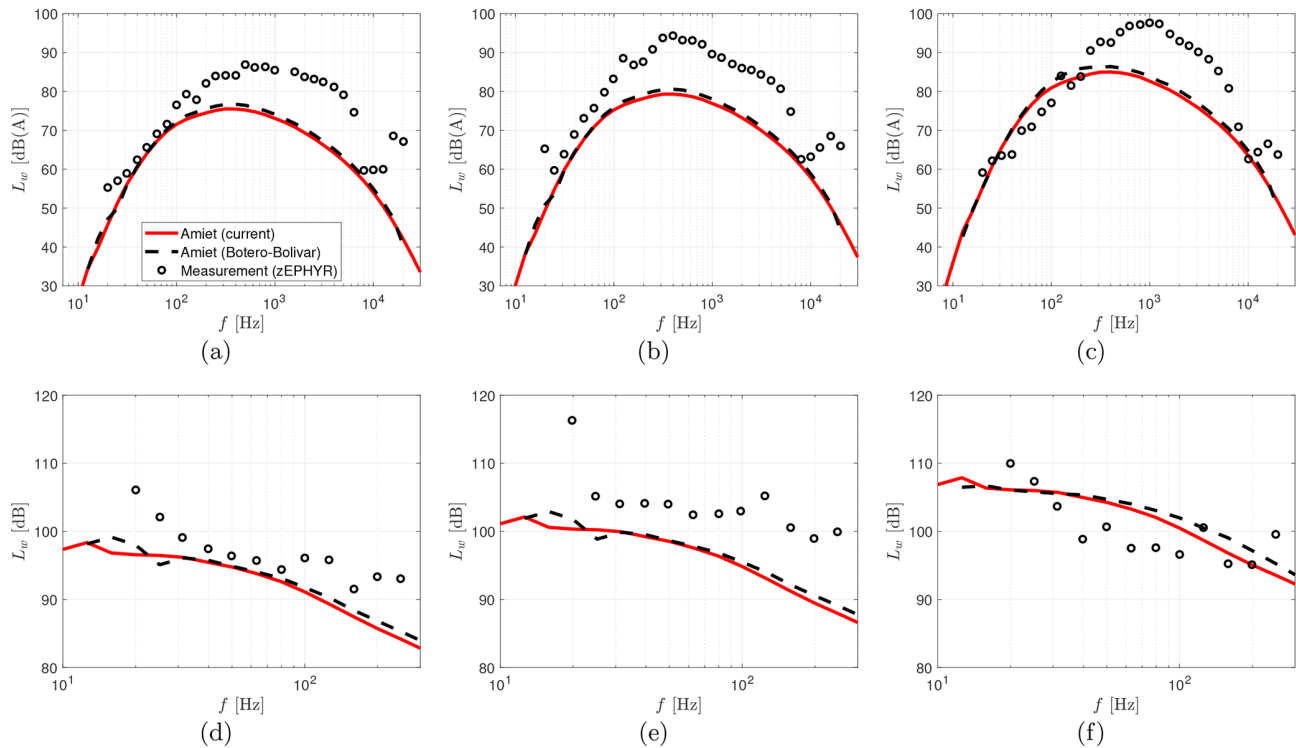 100
90
80
70
60
50
40
30
L_w [dB(A)]
10^1
10^2
10^3
10^4
f [Hz]
Amiet (current)
Amiet (Botero-Bolivar)
Measurement (zEPHYR)
(a)
100
90
80
70
60
50
40
30
L_w [dB(A)]
10^1
10^2
10^3
10^4
f [Hz]
(b)
100
90
80
70
60
50
40
30
L_w [dB(A)]
10^1
10^2
10^3
10^4
f [Hz]
(c)
120
110
100
90
80
L_w [dB]
10^1
10^2
f [Hz]
(d)
120
110
100
90
80
L_w [dB]
10^1
10^2
f [Hz]
(e)
120
110
100
90
80
L_w [dB]
10^1
10^2
f [Hz]
(f)